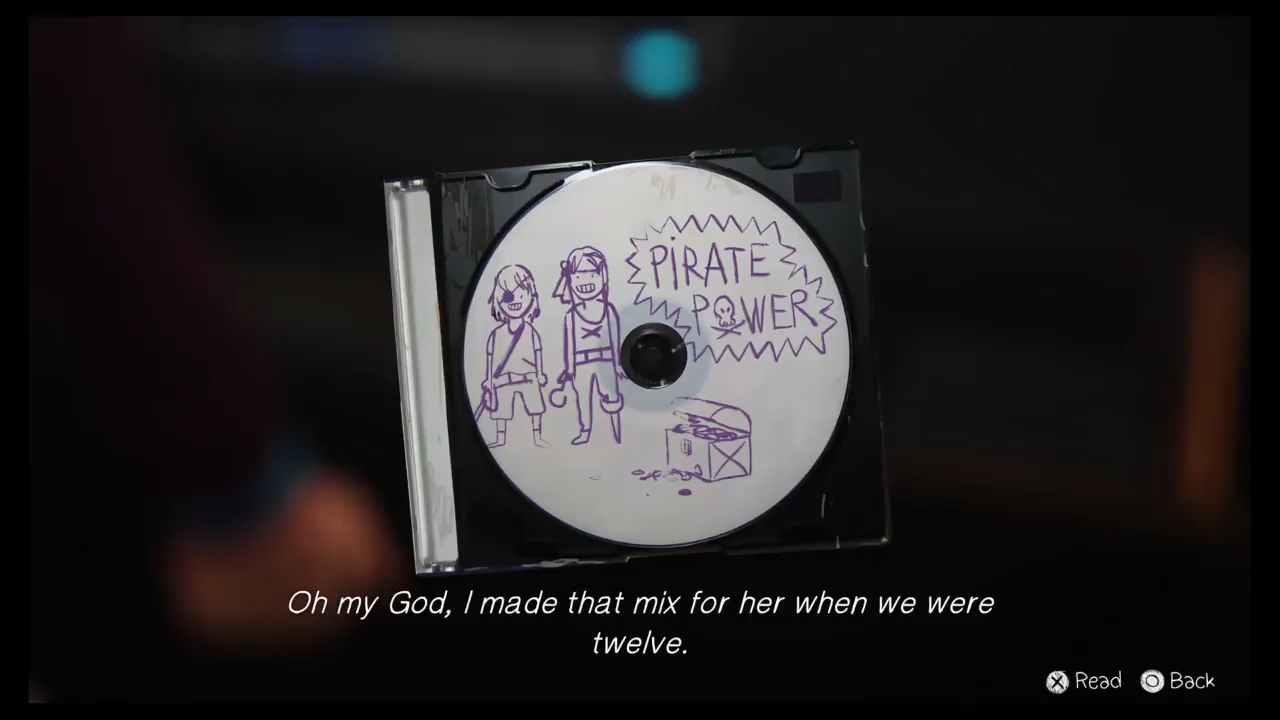 PiRATE
POWER
Oh my God, I made that mix for her when we were
twelve.
Read Back